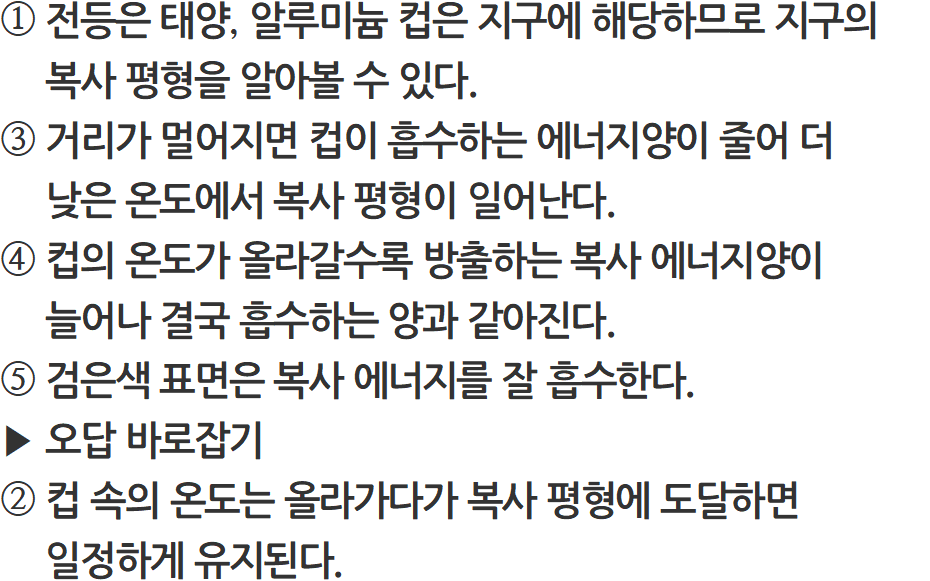 ① 전등은 태양, 알루미늄 컵은 지구에 해당하므로 지구의
복사 평형을 알아볼 수 있다.
③ 거리가 멀어지면 컵이 흡수하는 에너지양이 줄어 더
낮은 온도에서 복사 평형이 일어난다.
④ 컵의 온도가 올라갈수록 방출하는 복사 에너지양이
늘어나 결국 흡수하는 양과 같아진다.
⑤ 검은색 표면은 복사 에너지를 잘 흡수한다.
▶ 오답 바로잡기
② 컵 속의 온도는 올라가다가 복사 평형에 도달하면
일정하게 유지된다.